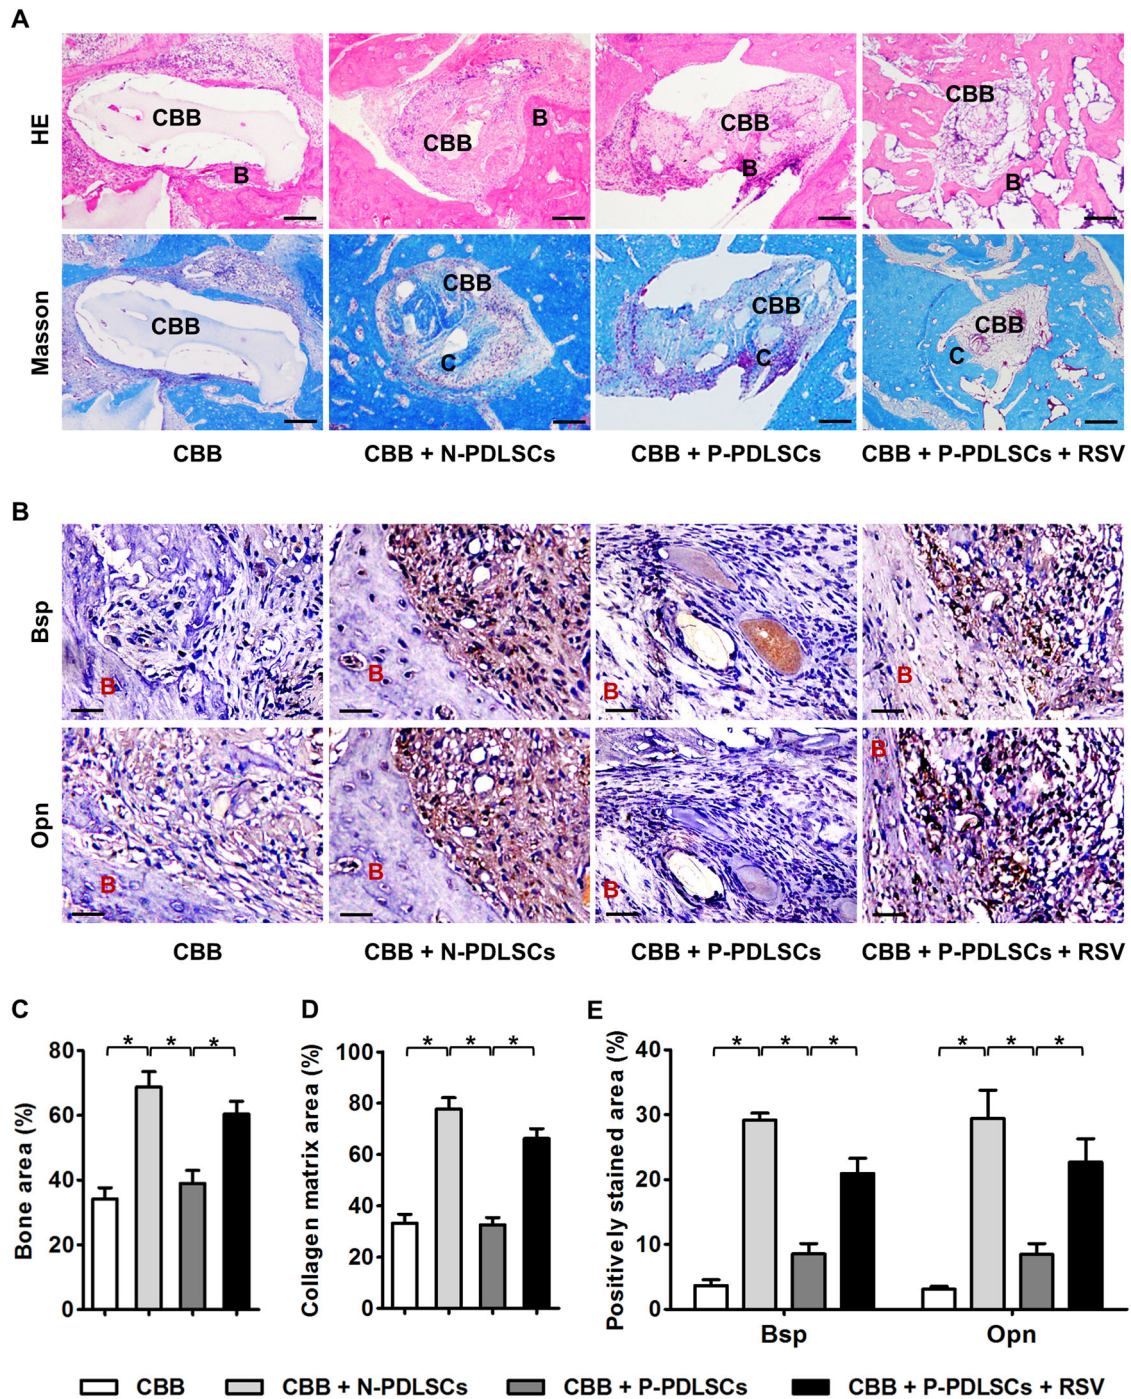 A
HE
CBB
B
CBB
B
CBB
B
CBB
B
Masson
CBB
CBB
C
CBB
C
CBB
C
CBB
CBB + N-PDLSCs
CBB + P-PDLSCs
CBB + P-PDLSCs + RSV
B
Bsp
B
B
B
B
Opn
B
B
B
B
CBB
CBB + N-PDLSCs
CBB + P-PDLSCs
CBB + P-PDLSCs + RSV
C
Bone area (%)
80
60
40
20
0
* * *
D
Collagen matrix area (%)
100
80
60
40
20
0
* * *
E
Positively stained area (%)
40
30
20
10
0
* * *
* * *
Bsp
Opn
CBB
CBB + N-PDLSCs
CBB + P-PDLSCs
CBB + P-PDLSCs + RSV